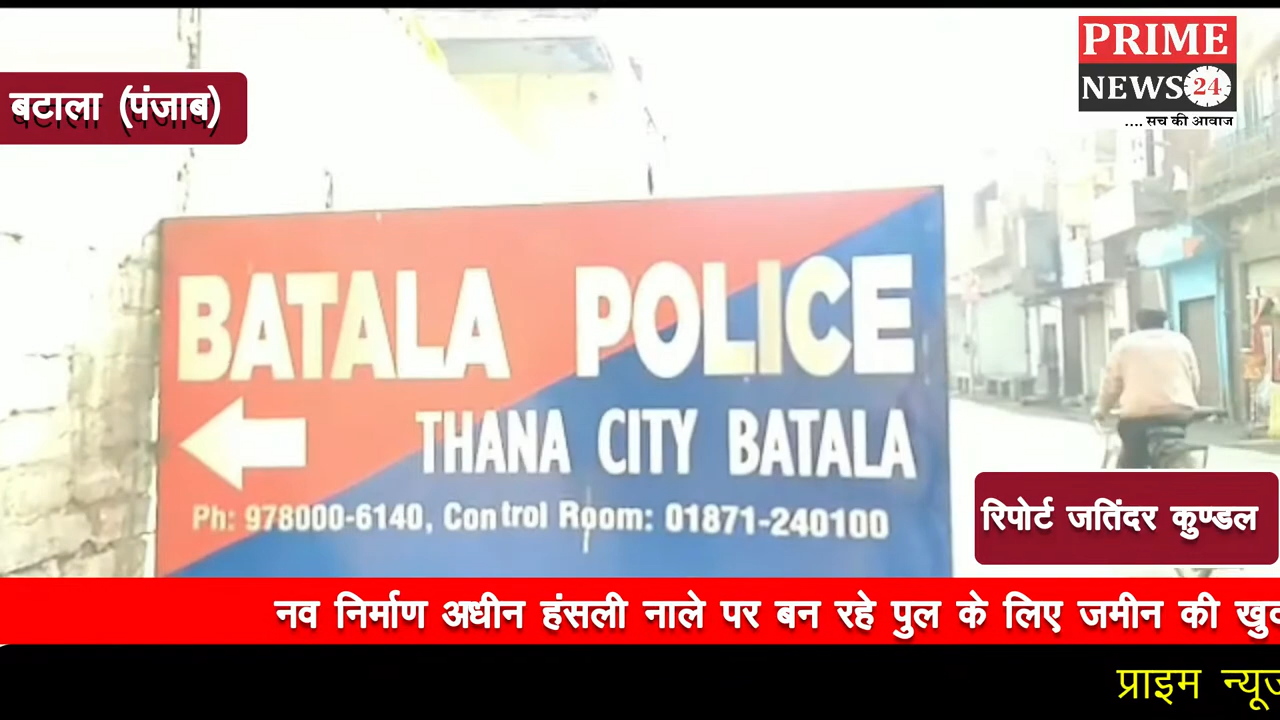 PRIME
NEWS 24
.... सच की आवाज
बटाला (पंजाब)
BATALA POLICE
THANA CITY BATALA
Ph: 978000-6140, Control Room: 01871-240100
रिपोर्ट जतिंदर कुण्डल
नव निर्माण अधीन हंसली नाले पर बन रहे पुल के लिए जमीन की
प्राइम